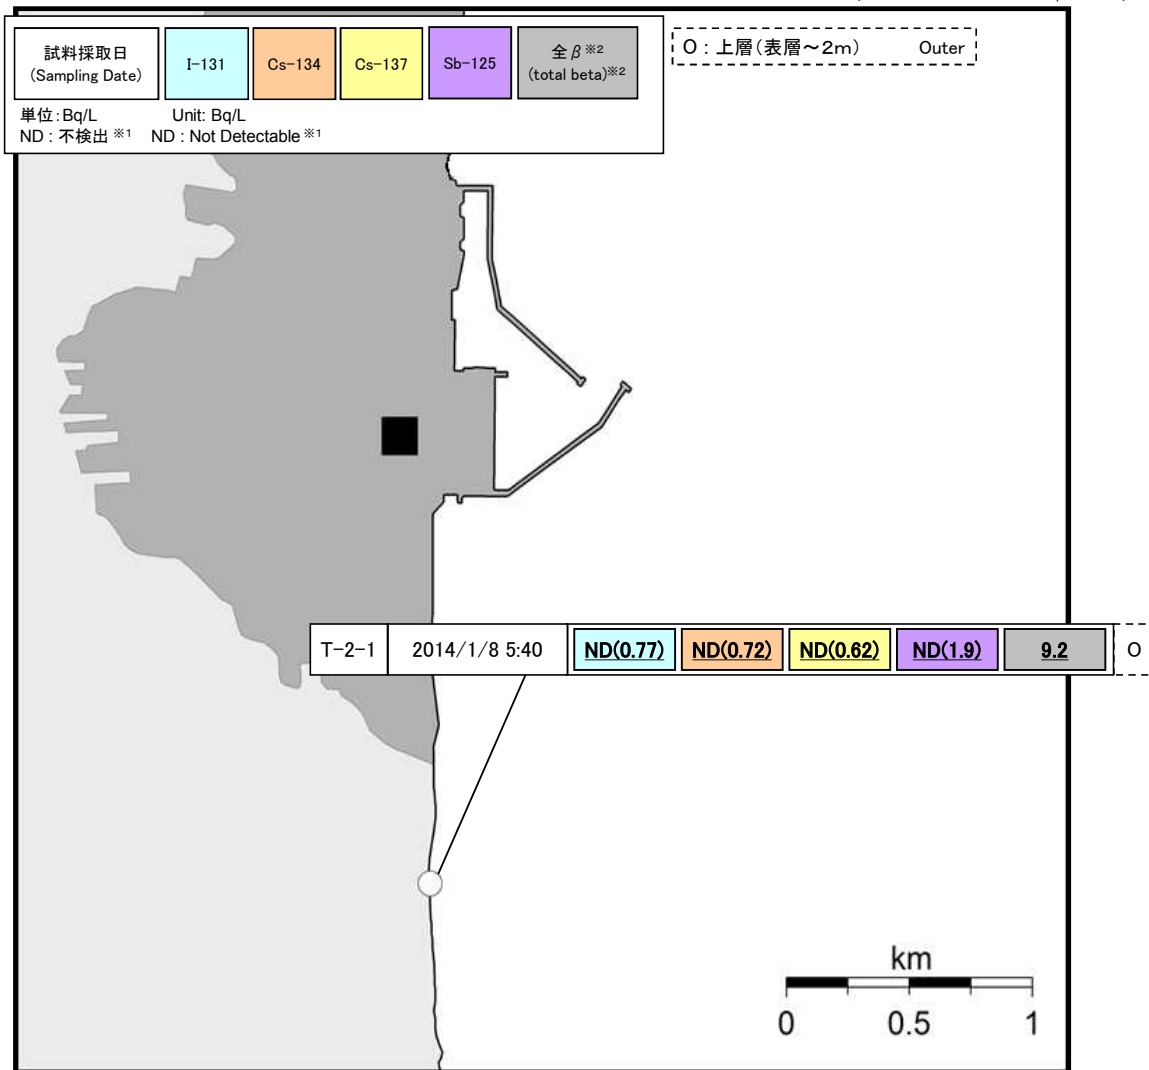 試料採取日
(Sampling Date)
I-131
Cs-134
Cs-137
Sb-125
全β※2
(total beta)※2
O : 上層(表層～2m) Outer
単位:Bq/L Unit: Bq/L
ND : 不検出 ※1 ND : Not Detectable ※1
T-2-1 2014/1/8 5:40 ND(0.77) ND(0.72) ND(0.62) ND(1.9) 9.2 O
km
0 0.5 1